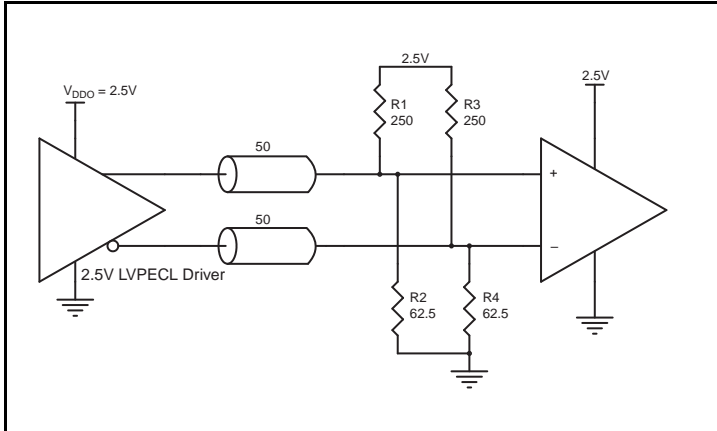 2.5V
V_DDO = 2.5V
2.5V
R1
250
R3
250
50
+
50
−
2.5V LVPECL Driver
R2
62.5
R4
62.5